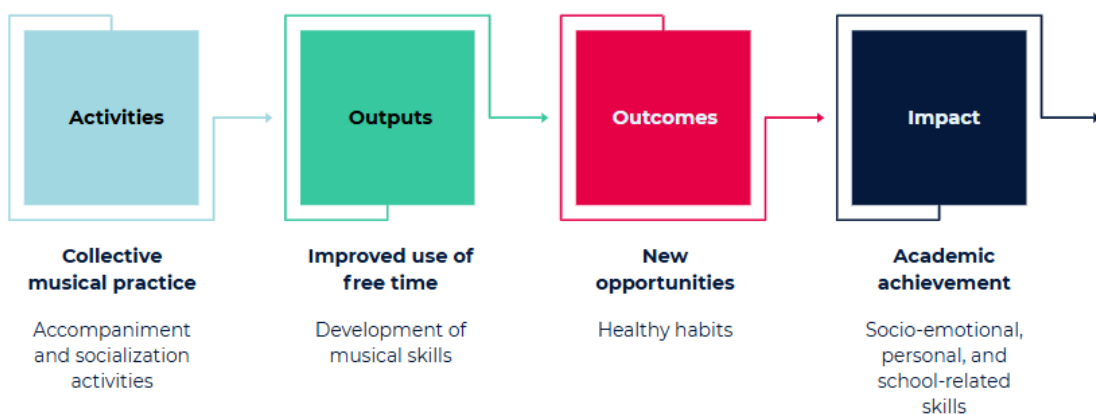 Activities
Outputs
Outcomes
Impact
Collective
musical practice
Accompaniment
and socialization
activities
Improved use of
free time
Development of
musical skills
New
opportunities
Healthy habits
Academic
achievement
Socio-emotional,
personal, and
school-related
skills